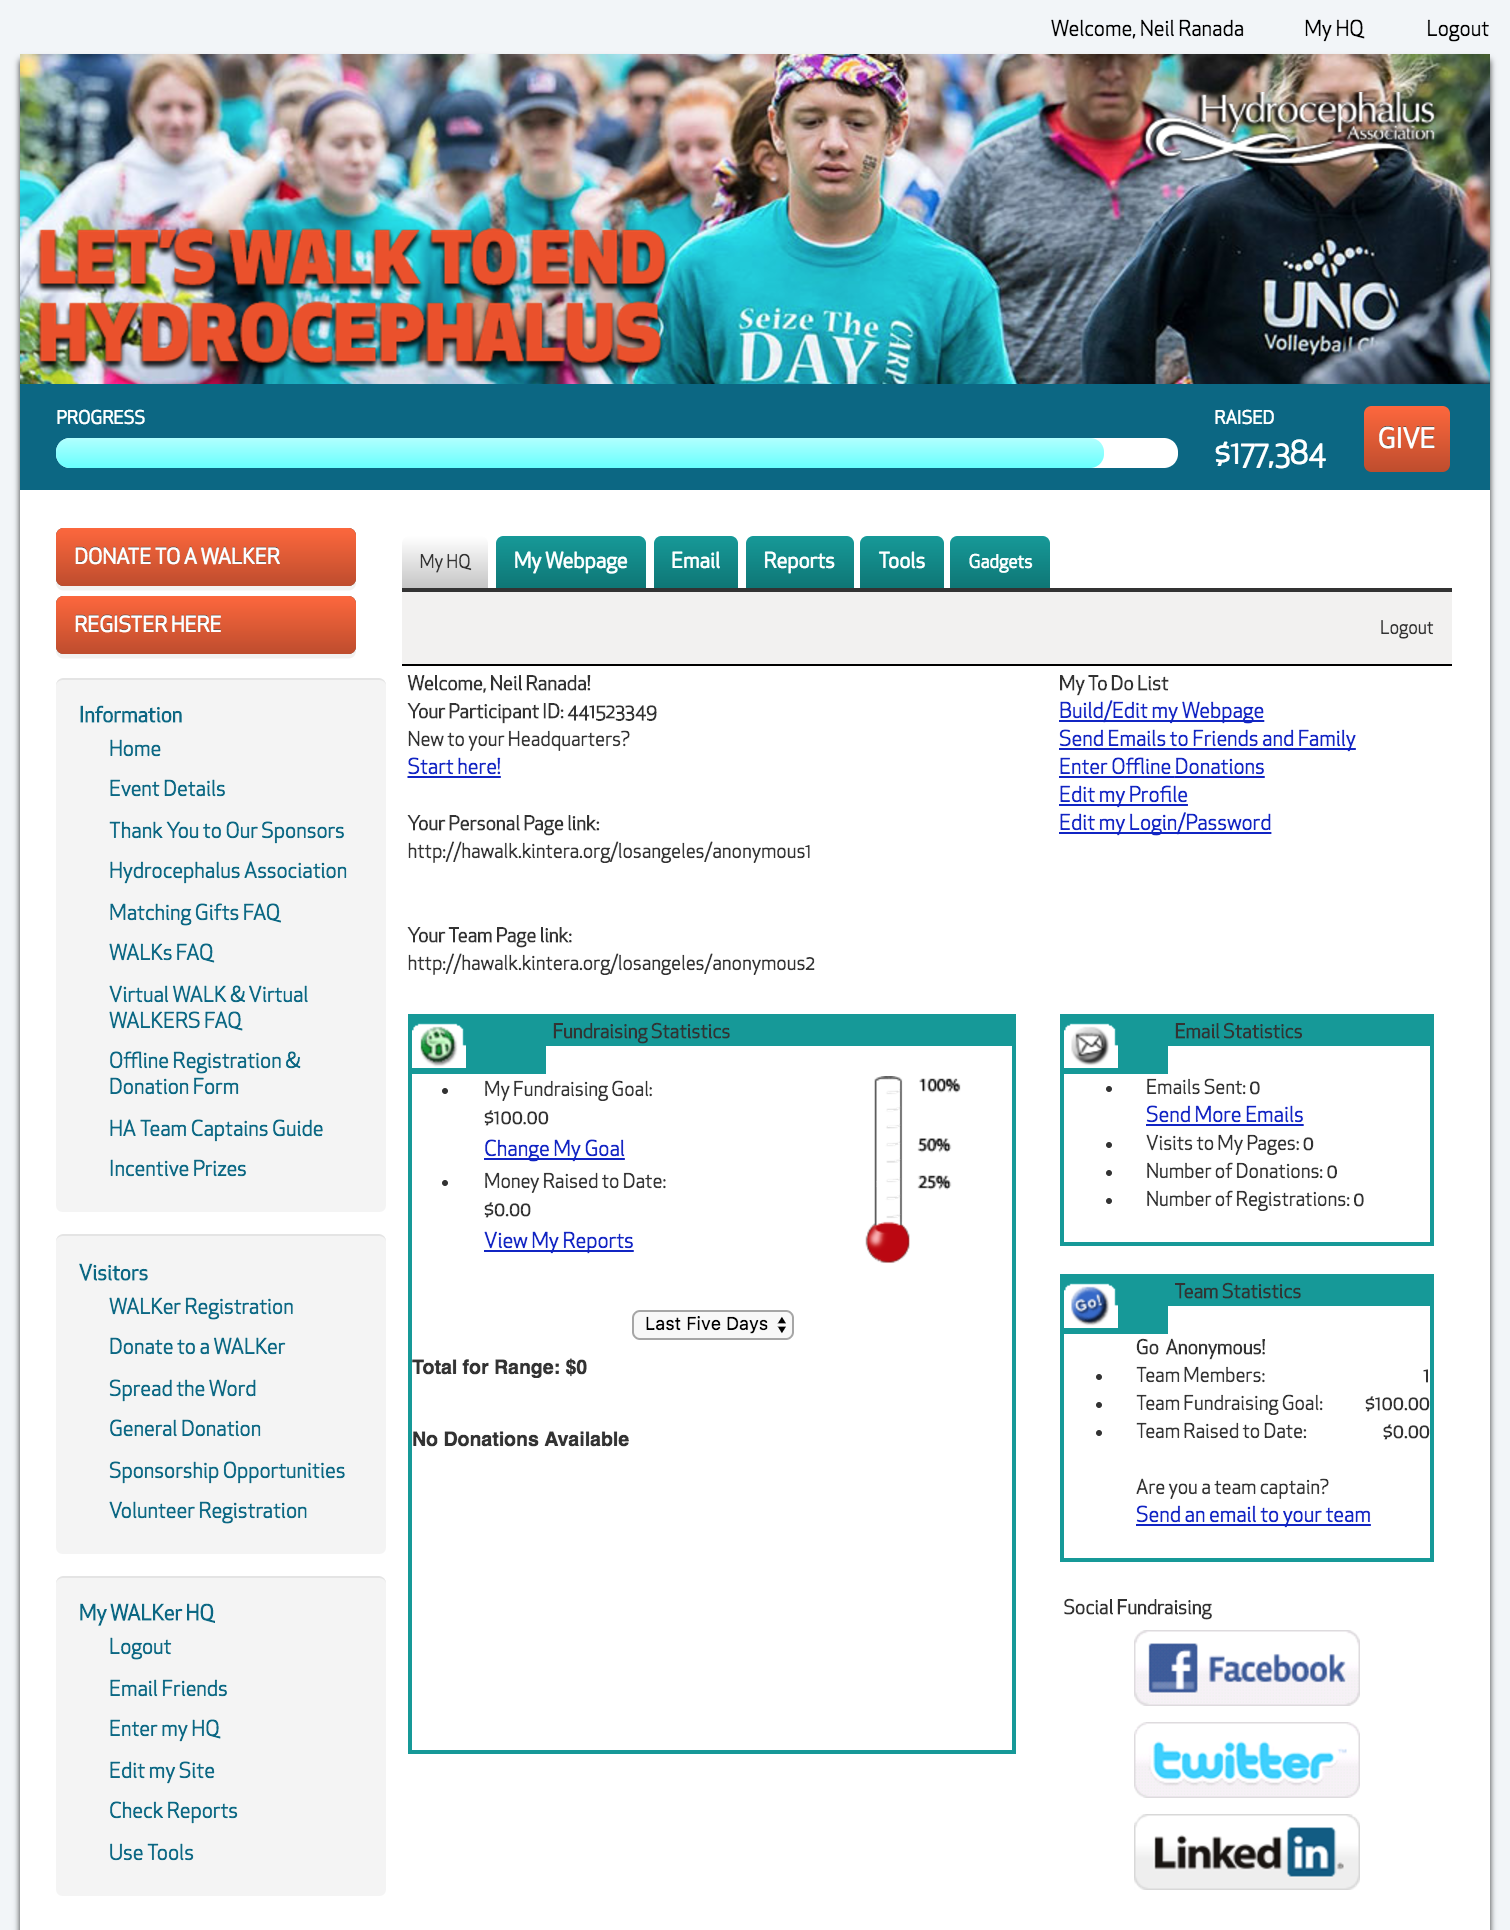 Welcome, Neil Ranada My HQ Logout
Hydrocephalus
Association
LET'S WALK TO END
HYDROCEPHALUS
Seize The
DAY
CARP
UNO
Volleyball
PROGRESS
RAISED
$177,384
GIVE
DONATE TO A WALKER
REGISTER HERE
Information
Home
Event Details
Thank You to Our Sponsors
Hydrocephalus Association
Matching Gifts FAQ
WALKs FAQ
Virtual WALK & Virtual
WALKERS FAQ
Offline Registration &
Donation Form
HA Team Captains Guide
Incentive Prizes
Visitors
WALKer Registration
Donate to a WALKer
Spread the Word
General Donation
Sponsorship Opportunities
Volunteer Registration
My WALKer HQ
Logout
Email Friends
Enter my HQ
Edit my Site
Check Reports
Use Tools
My HQ My Webpage Email Reports Tools Gadgets
Logout
Welcome, Neil Ranada!
Your Participant ID: 441523349
New to your Headquarters?
Start here!
Your Personal Page link:
http://hawalk.kintera.org/losangeles/anonymous1
Your Team Page link:
http://hawalk.kintera.org/losangeles/anonymous2
My To Do List
Build/Edit my Webpage
Send Emails to Friends and Family
Enter Offline Donations
Edit my Profile
Edit my Login/Password
Fundraising Statistics
My Fundraising Goal:
$100.00
Change My Goal
Money Raised to Date:
$0.00
View My Reports
100%
50%
25%
Last Five Days
Total for Range: $0
No Donations Available
Email Statistics
Emails Sent: 0
Send More Emails
Visits to My Pages: 0
Number of Donations: 0
Number of Registrations: 0
Go!
Team Statistics
Go Anonymous!
Team Members: 1
Team Fundraising Goal: $100.00
Team Raised to Date: $0.00
Are you a team captain?
Send an email to your team
Social Fundraising
Facebook
twitter
Linked in